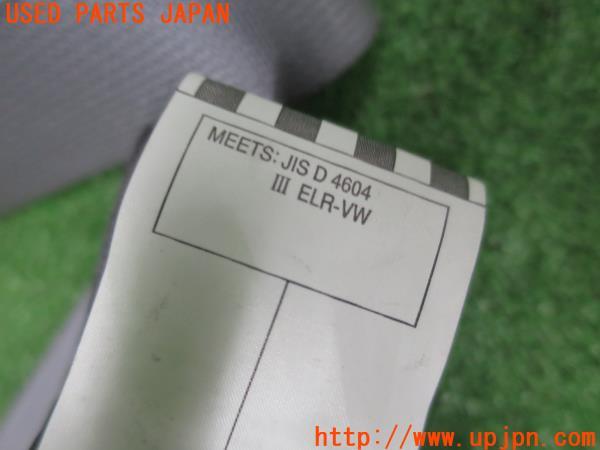 USED PARTS JAPAN
MEETS: JIS D 4604
III ELR-VW
http://www.upjpn.com/